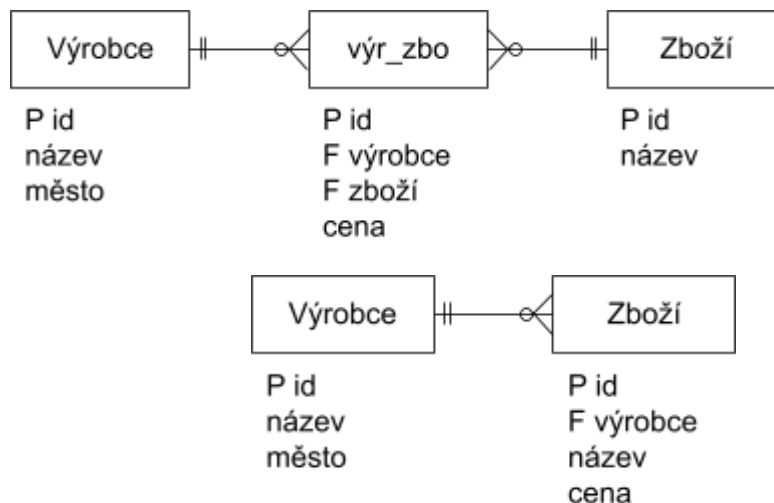 Výrobce
výr_zbo
Zboží
P id
název
město
P id
F výrobce
F zboží
cena
P id
název
Výrobce
Zboží
P id
název
město
P id
F výrobce
název
cena